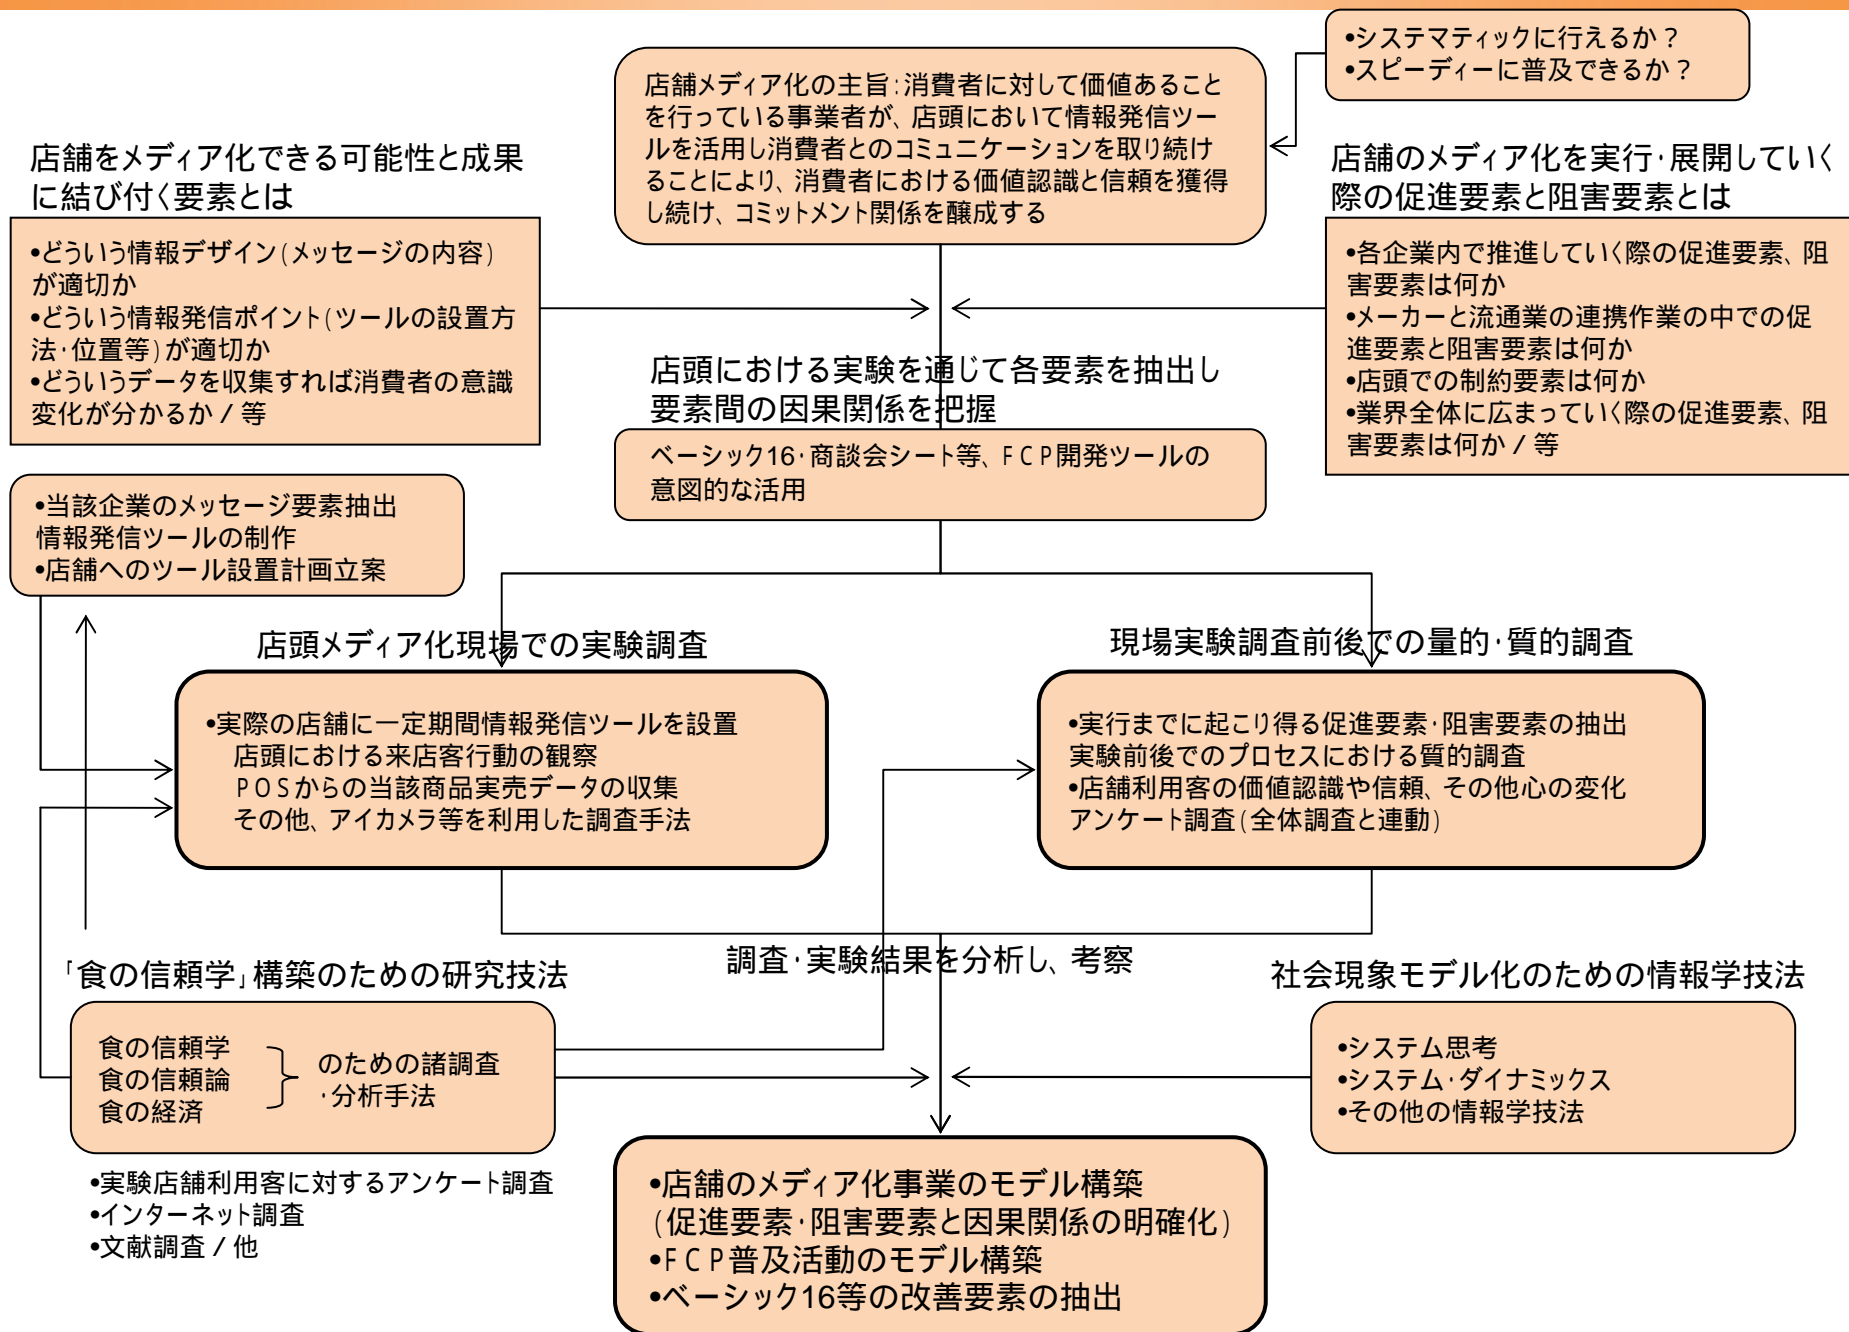 •システマティックに行えるか？
•スピーディーに普及できるか？
店舗メディア化の主旨:消費者に対して価値あること
を行っている事業者が、店頭において情報発信ツー
ルを活用し消費者とのコミュニケーションを取り続け
ることにより、消費者における価値認識と信頼を獲得
し続け、コミットメント関係を醸成する
店舗をメディア化できる可能性と成果
に結び付く要素とは
•どういう情報デザイン(メッセージの内容)
が適切か
•どういう情報発信ポイント(ツールの設置方
法・位置等)が適切か
•どういうデータを収集すれば消費者の意識
変化が分かるか／等
店舗のメディア化を実行・展開していく
際の促進要素と阻害要素とは
•各企業内で推進していく際の促進要素、阻
害要素は何か
•メーカーと流通業の連携作業の中での促
進要素と阻害要素は何か
•店頭での制約要素は何か
•業界全体に広まっていく際の促進要素、阻
害要素は何か／等
店頭における実験を通じて各要素を抽出し
要素間の因果関係を把握
ベーシック16・商談会シート等、ＦＣＰ開発ツールの
意図的な活用
•当該企業のメッセージ要素抽出
情報発信ツールの制作
•店舗へのツール設置計画立案
店頭メディア化現場での実験調査
•実際の店舗に一定期間情報発信ツールを設置
店頭における来店客行動の観察
ＰＯＳからの当該商品実売データの収集
その他、アイカメラ等を利用した調査手法
現場実験調査前後での量的・質的調査
•実行までに起こり得る促進要素・阻害要素の抽出
実験前後でのプロセスにおける質的調査
•店舗利用客の価値認識や信頼、その他心の変化
アンケート調査(全体調査と連動)
調査・実験結果を分析し、考察
「食の信頼学」構築のための研究技法
食の信頼学
食の信頼論
食の経済
のための諸調査
・分析手法
•実験店舗利用客に対するアンケート調査
•インターネット調査
•文献調査／他
社会現象モデル化のための情報学技法
•システム思考
•システム・ダイナミックス
•その他の情報学技法
•店舗のメディア化事業のモデル構築
(促進要素・阻害要素と因果関係の明確化)
•ＦＣＰ普及活動のモデル構築
•ベーシック16等の改善要素の抽出